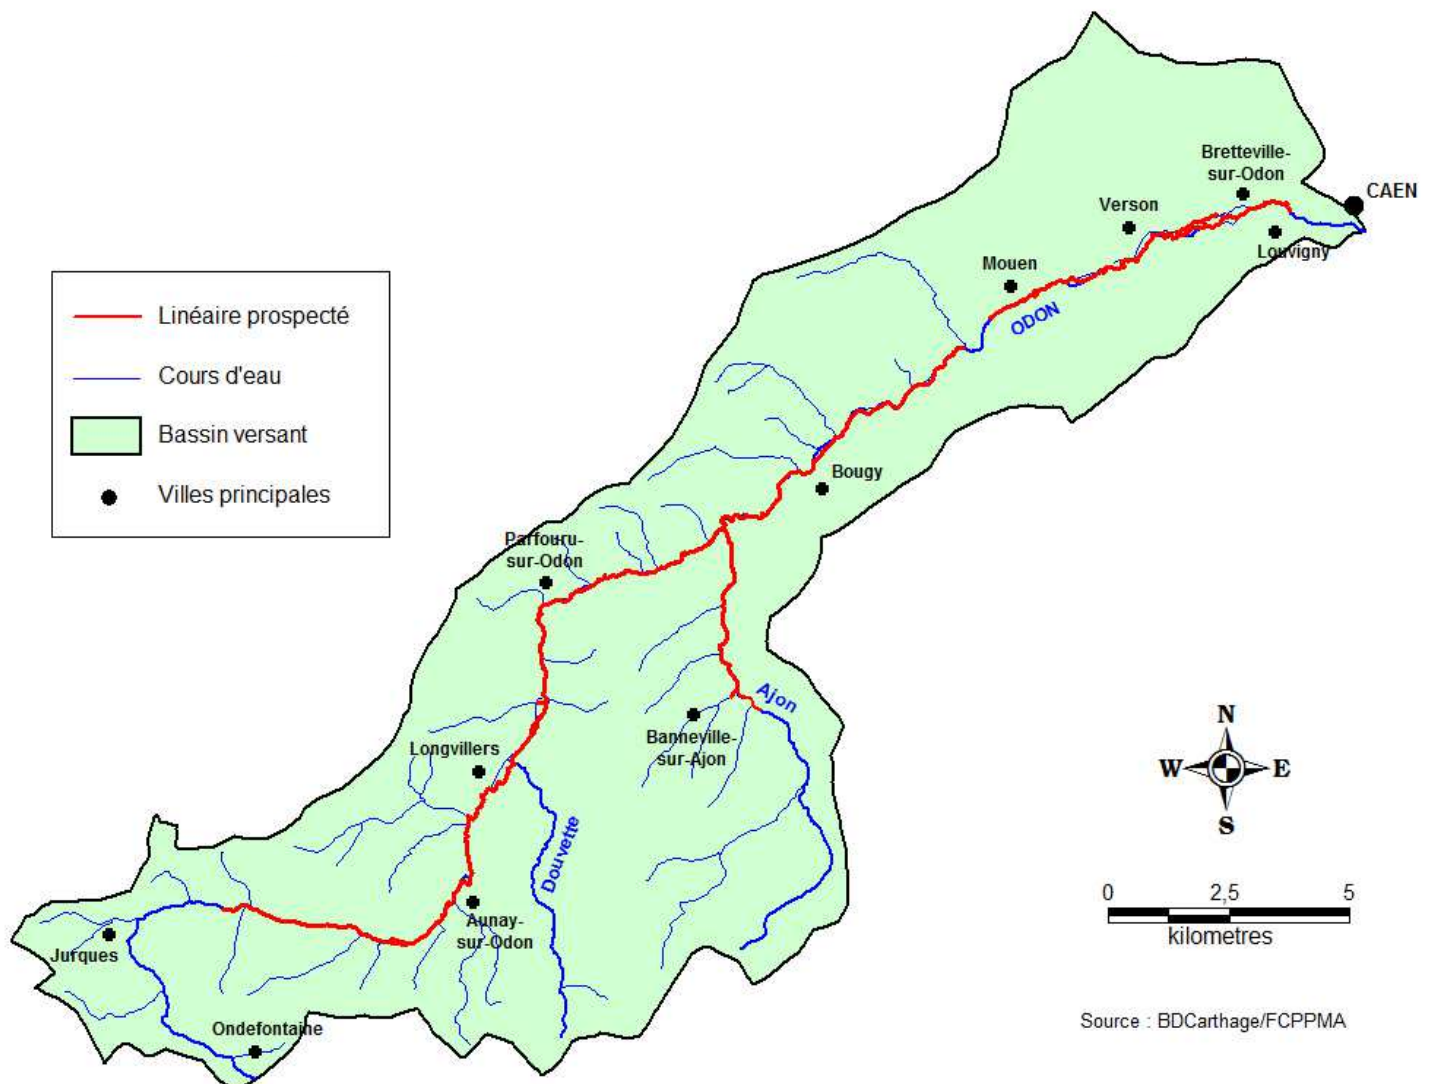 Bretteville-
sur-Odon
CAEN
Verson
Louvigny
Mouen
ODON
Linéaire prospecté
Cours d'eau
Bassin versant
Villes principales
Bougy
Parfouru-
sur-Odon
Ajon
Banneville-
sur-Ajon
Longvillers
Douvette
Aunay-
sur-Odon
Jurques
Ondefontaine
N
W E
S
0 2,5 5
kilometres
Source : BDCarthage/FCPPMA